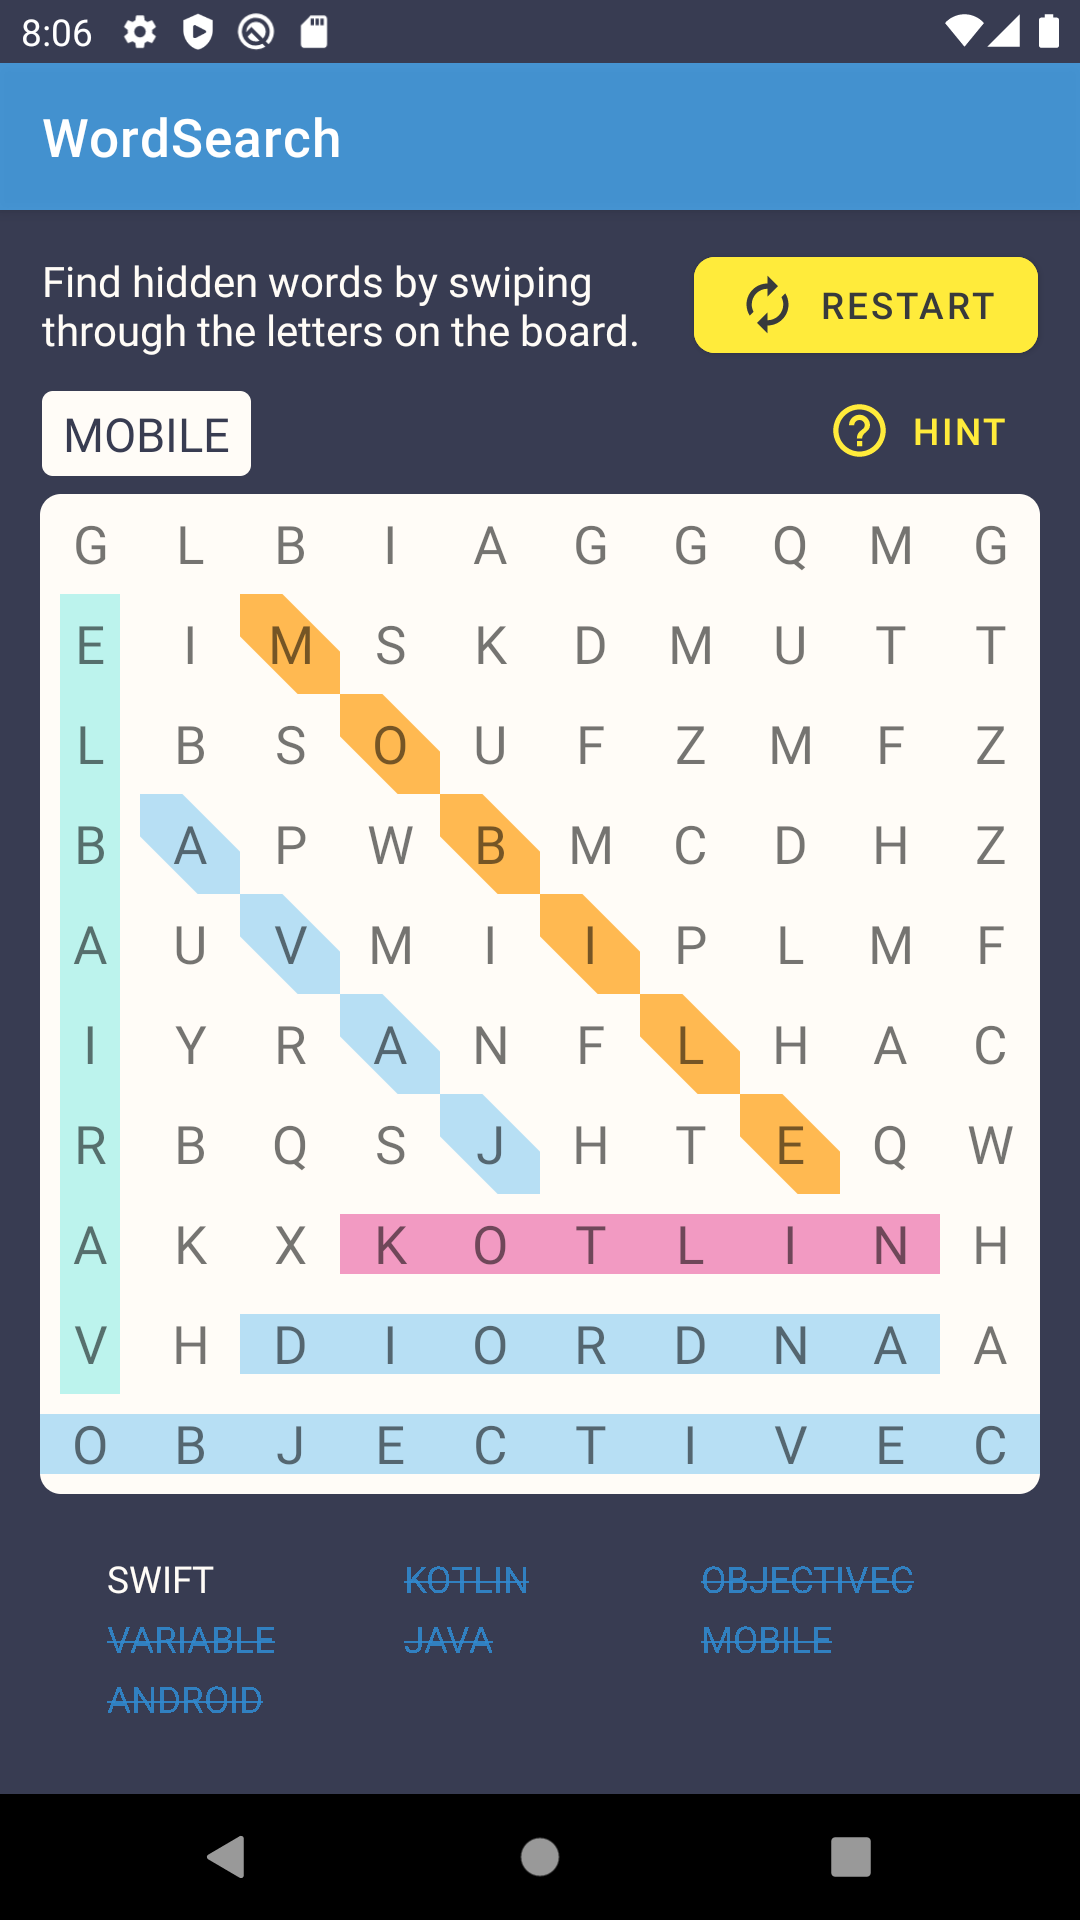 8:06
WordSearch
Find hidden words by swiping
through the letters on the board.
RESTART
MOBILE
HINT
G L B I A G G Q M G
E I M S K D M U T T
L B S O U F Z M F Z
B A P W B M C D H Z
A U V M I I P L M F
I Y R A N F L H A C
R B Q S J H T E Q W
A K X K O T L I N H
V H D I O R D N A A
O B J E C T I V E C
SWIFT KOTLIN OBJECTIVEC
VARIABLE JAVA MOBILE
ANDROID